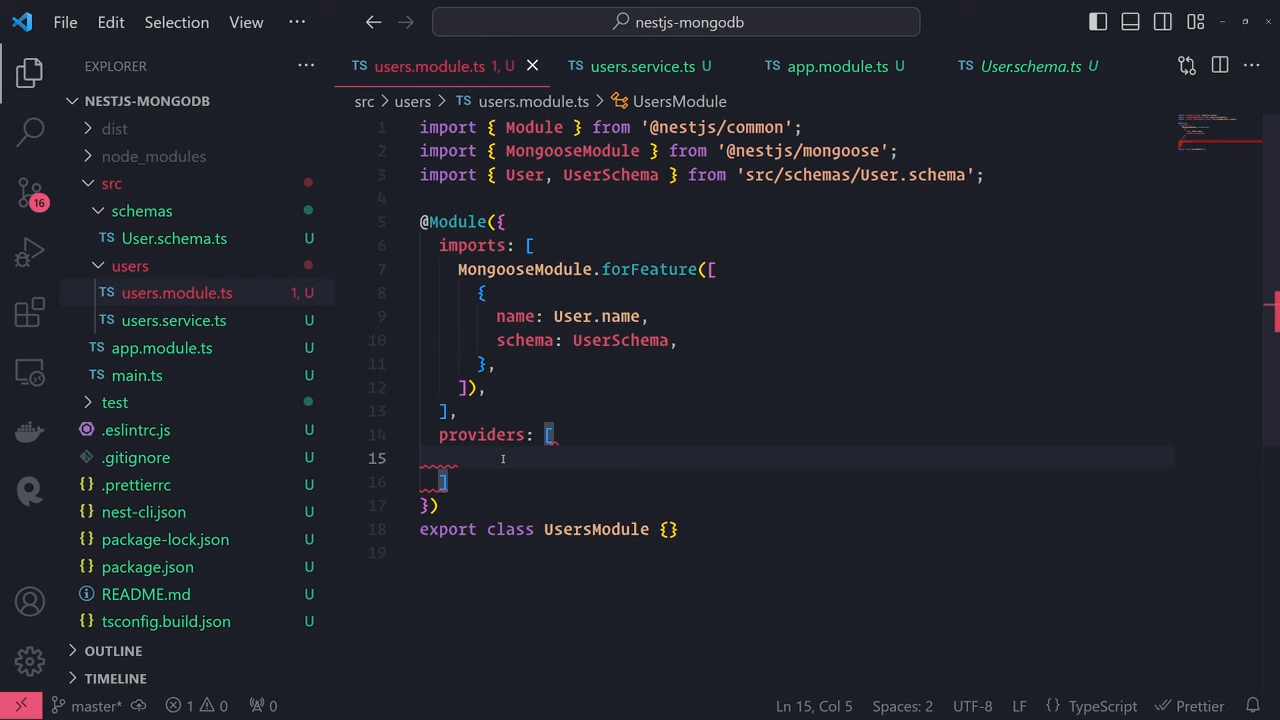 File Edit Selection View ··· nestjs-mongodb
EXPLORER ···
NESTJS-MONGODB
dist
node_modules
src
schemas
TS User.schema.ts U
users
TS users.module.ts 1, U
TS users.service.ts U
TS app.module.ts U
TS main.ts U
test
.eslintrc.js U
.gitignore U
{} .prettierrc U
{} nest-cli.json U
{} package-lock.json U
{} package.json U
README.md U
{} tsconfig.build.json U
OUTLINE
TIMELINE
16
TS users.module.ts 1, U TS users.service.ts U TS app.module.ts U TS User.schema.ts U ···
src > users > TS users.module.ts > UsersModule
1 import { Module } from '@nestjs/common';
2 import { MongooseModule } from '@nestjs/mongoose';
3 import { User, UserSchema } from 'src/schemas/User.schema';
4
5 @Module({
6 imports: [
7 MongooseModule.forFeature([
8 {
9 name: User.name,
10 schema: UserSchema,
11 },
12 ]),
13 ],
14 providers: [
15
16 ]
17 })
18 export class UsersModule {}
19
master* 1 0 0 Ln 15, Col 5 Spaces: 2 UTF-8 LF {} TypeScript Prettier